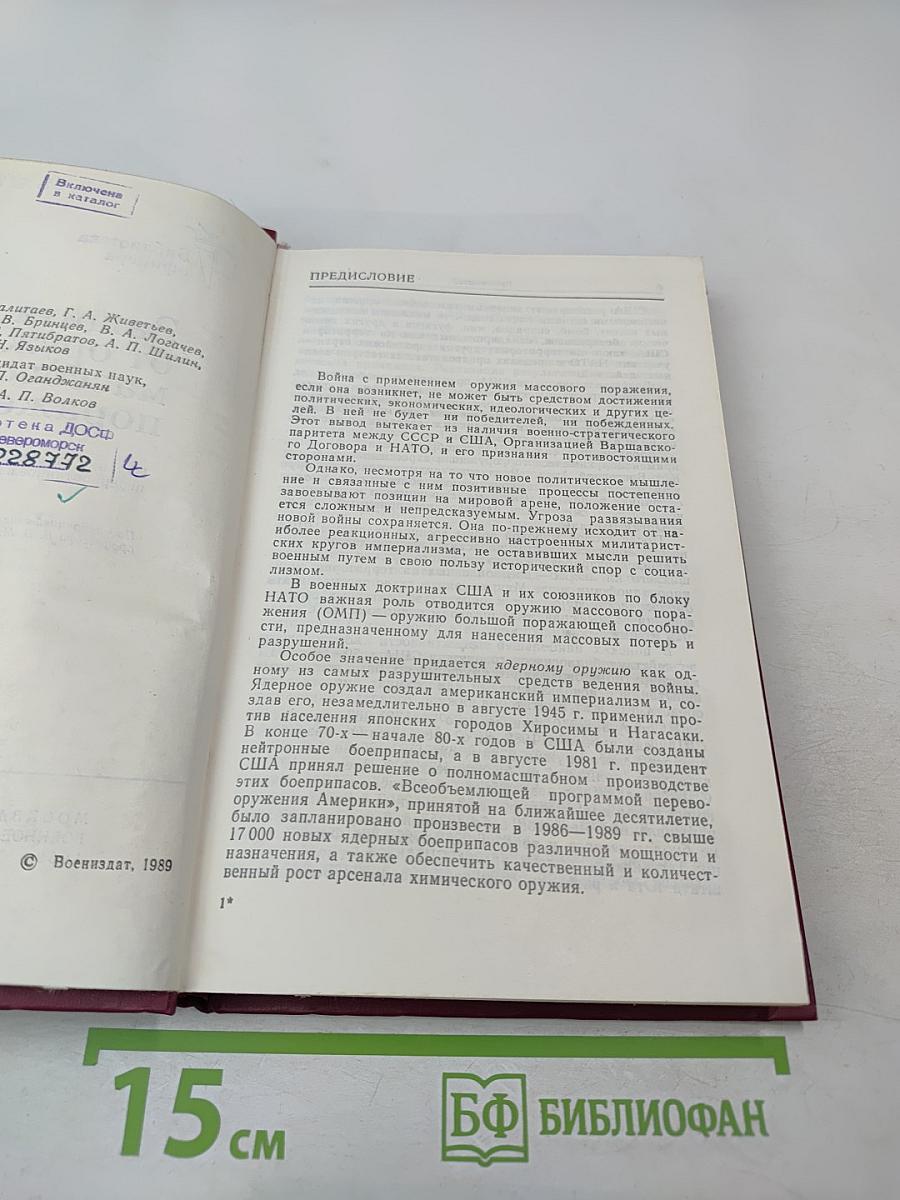 Включена
в каталог
алитаев, Г. А. Живетьев,
В. Бринцев, В. А. Логачев,
Пятибратов, А. П. Шилин,
Н. Языков
дидат военных наук,
П. Оганджанян
А. П. Волков
отека ДОСФ
евероморск
028772 4
© Воениздат, 1989
ПРЕДИСЛОВИЕ
Война с применением оружия массового поражения,
если она возникнет, не может быть средством достижения
политических, экономических, идеологических и других це-
лей. В ней не будет ни победителей, ни побежденных.
Этот вывод вытекает из наличия военно-стратегического
паритета между СССР и США, Организацией Варшавско-
го Договора и НАТО, и его признания противостоящими
сторонами.
Однако, несмотря на то что новое политическое мышле-
ние и связанные с ним позитивные процессы постепенно
завоевывают позиции на мировой арене, положение оста-
ется сложным и непредсказуемым. Угроза развязывания
новой войны сохраняется. Она по-прежнему исходит от на-
иболее реакционных, агрессивно настроенных милитарист-
ских кругов империализма, не оставивших мысли решить
военным путем в свою пользу исторический спор с социа-
лизмом.
В военных доктринах США и их союзников по блоку
НАТО важная роль отводится оружию массового пора-
жения (ОМП) — оружию большой поражающей способно-
сти, предназначенному для нанесения массовых потерь и
разрушений.
Особое значение придается ядерному оружию как од-
ному из самых разрушительных средств ведения войны.
Ядерное оружие создал американский империализм и, со-
здав его, незамедлительно в августе 1945 г. применил про-
тив населения японских городов Хиросимы и Нагасаки.
В конце 70-х — начале 80-х годов в США были созданы
нейтронные боеприпасы, а в августе 1981 г. президент
США принял решение о полномасштабном производстве
этих боеприпасов. «Всеобъемлющей программой перево-
оружения Америки», принятой на ближайшее десятилетие,
было запланировано произвести в 1986—1989 гг. свыше
17 000 новых ядерных боеприпасов различной мощности и
назначения, а также обеспечить качественный и количест-
венный рост арсенала химического оружия.
1*
15 см
БФ БИБЛИОФАН